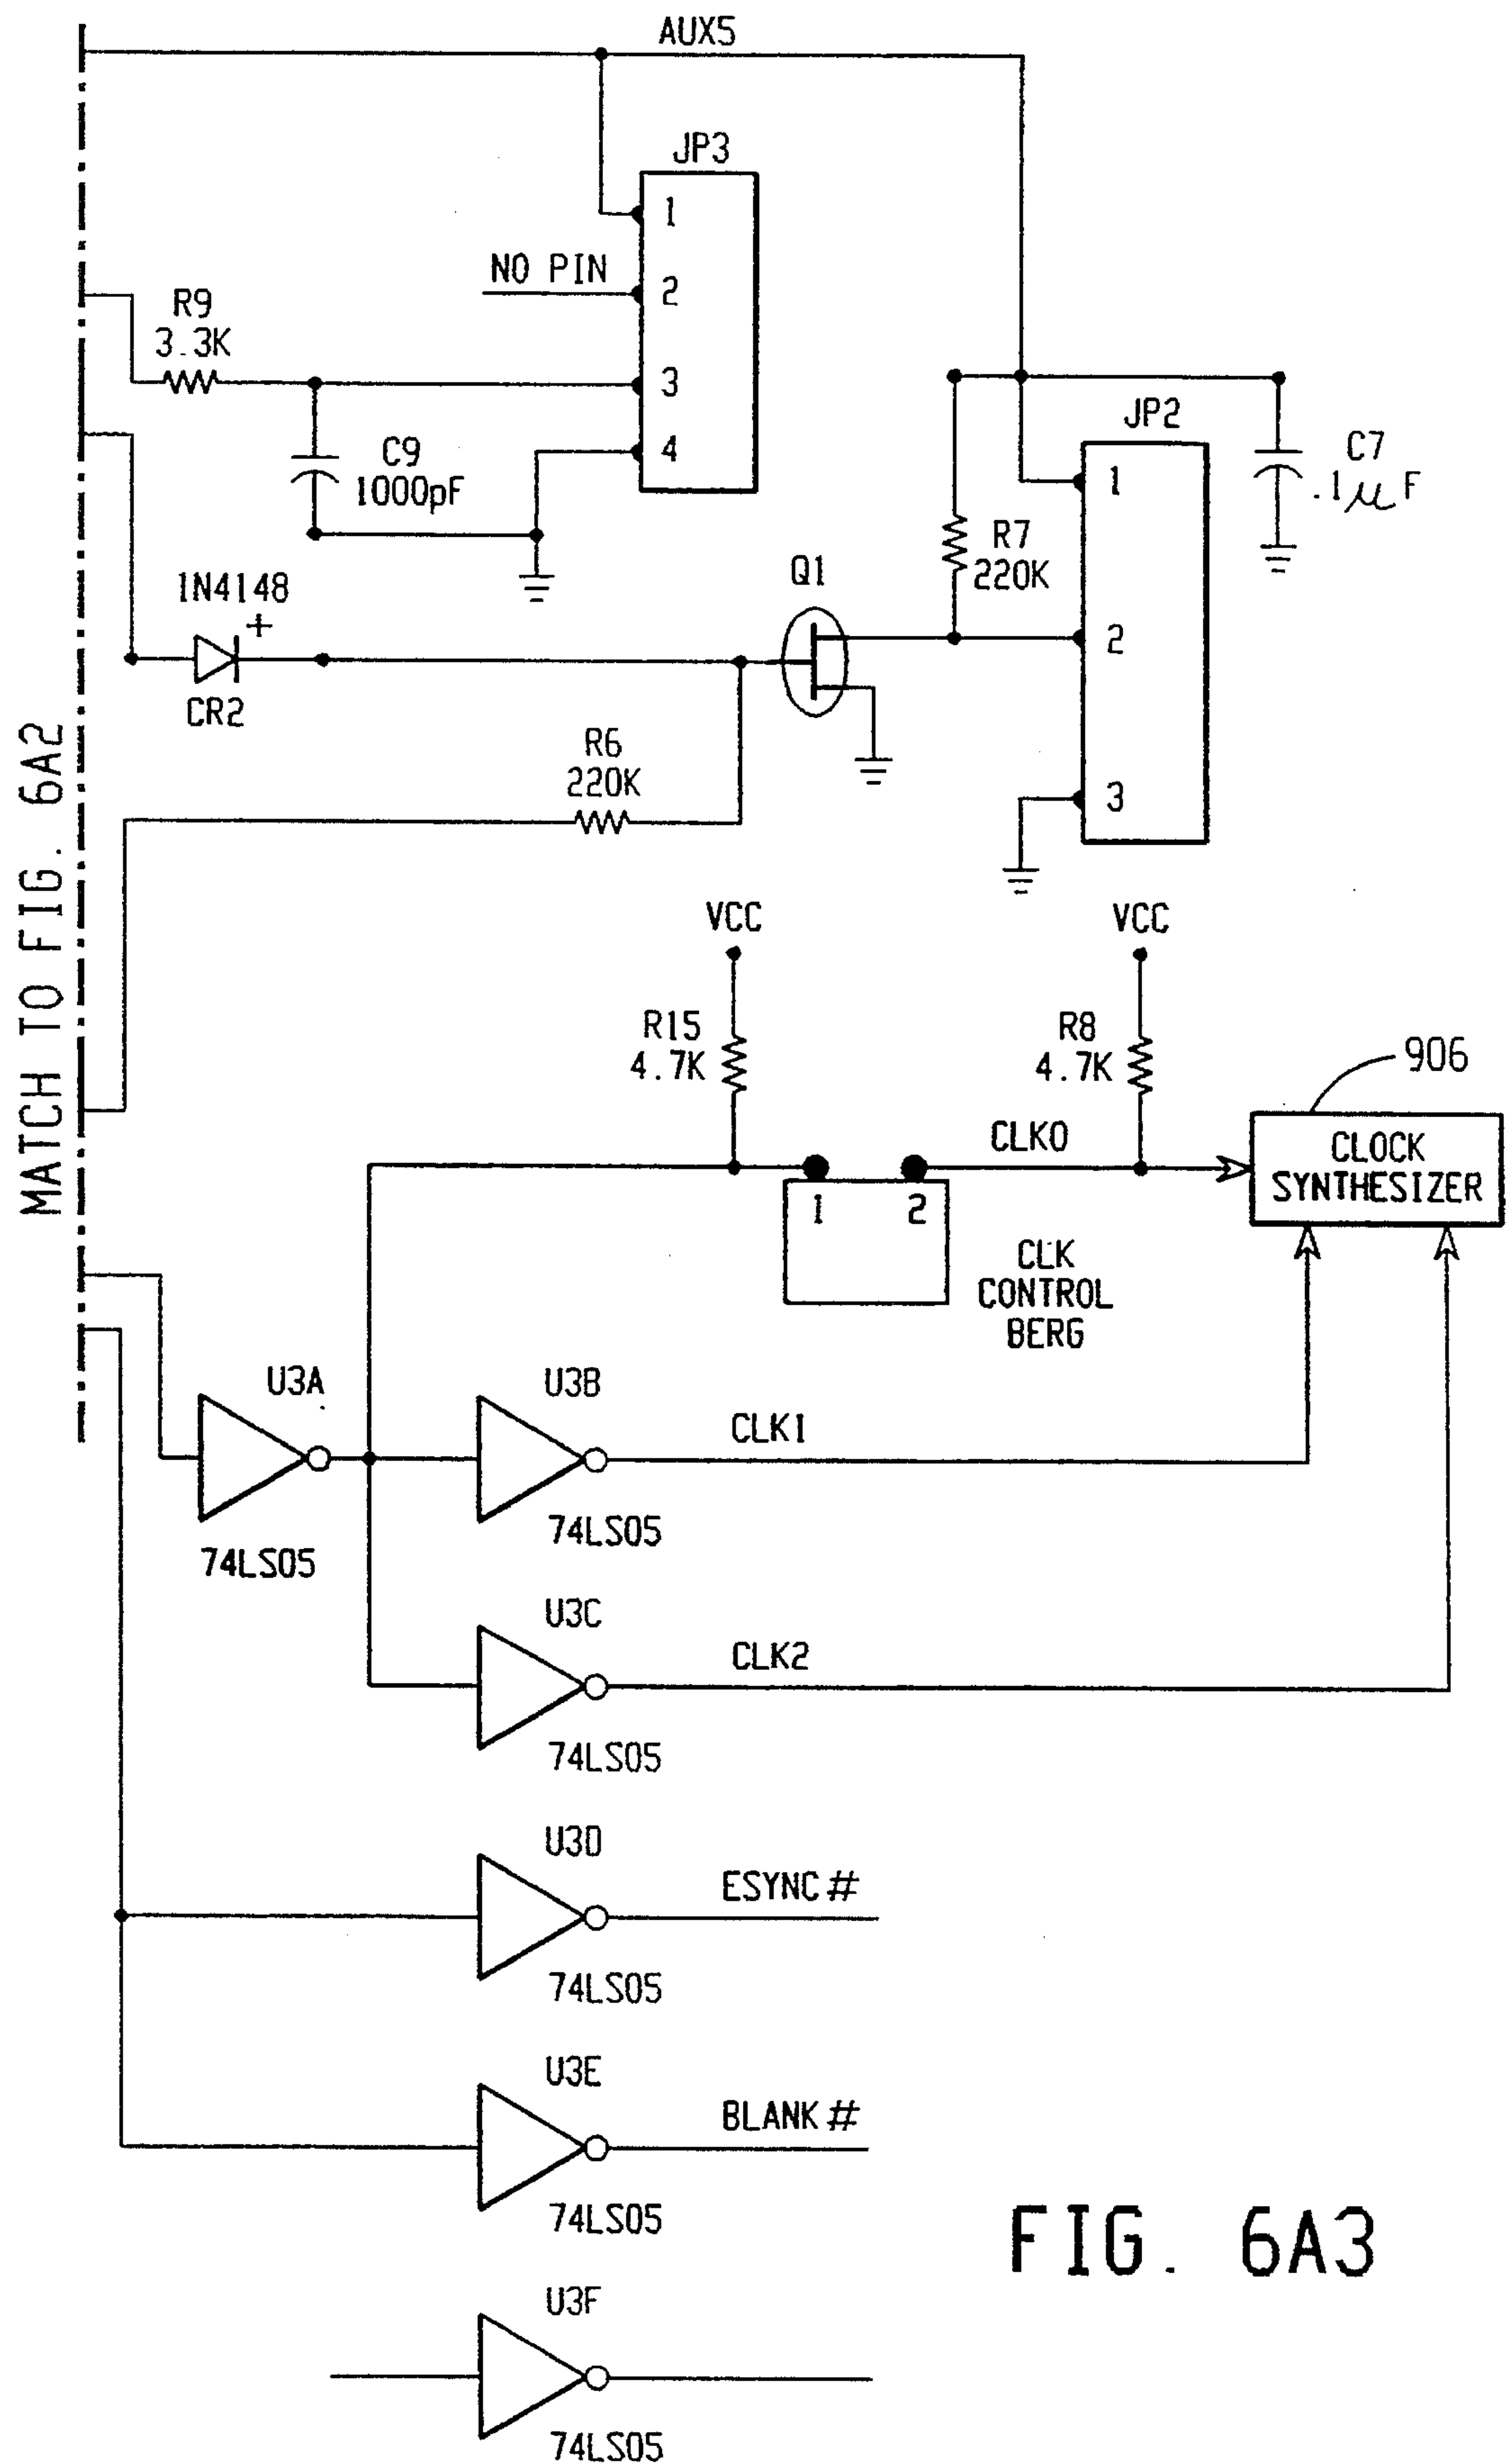 AUX5
JP3
1
NO PIN
2
R9
3.3K
3
4
C9
1000pF
JP2
C7
.1μF
1
R7
220K
Q1
1N4148
+
2
CR2
R6
220K
3
MATCH TO FIG. 6A2
VCC
VCC
R15
4.7K
R8
4.7K
906
CLK0
CLOCK
SYNTHESIZER
1 2
CLK
CONTROL
BERG
U3A
U3B
CLK1
74LS05
74LS05
U3C
CLK2
74LS05
U3D
ESYNC#
74LS05
U3E
BLANK#
74LS05
FIG. 6A3
U3F
74LS05